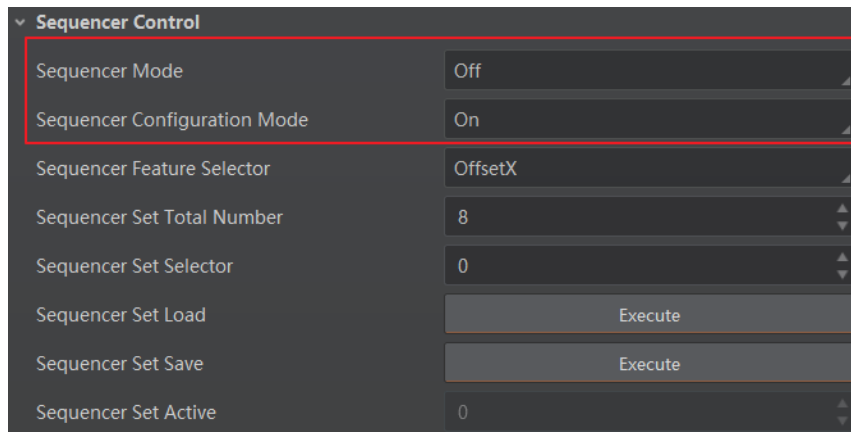 Sequencer Control
Sequencer Mode Off
Sequencer Configuration Mode On
Sequencer Feature Selector OffsetX
Sequencer Set Total Number 8
Sequencer Set Selector 0
Sequencer Set Load Execute
Sequencer Set Save Execute
Sequencer Set Active 0